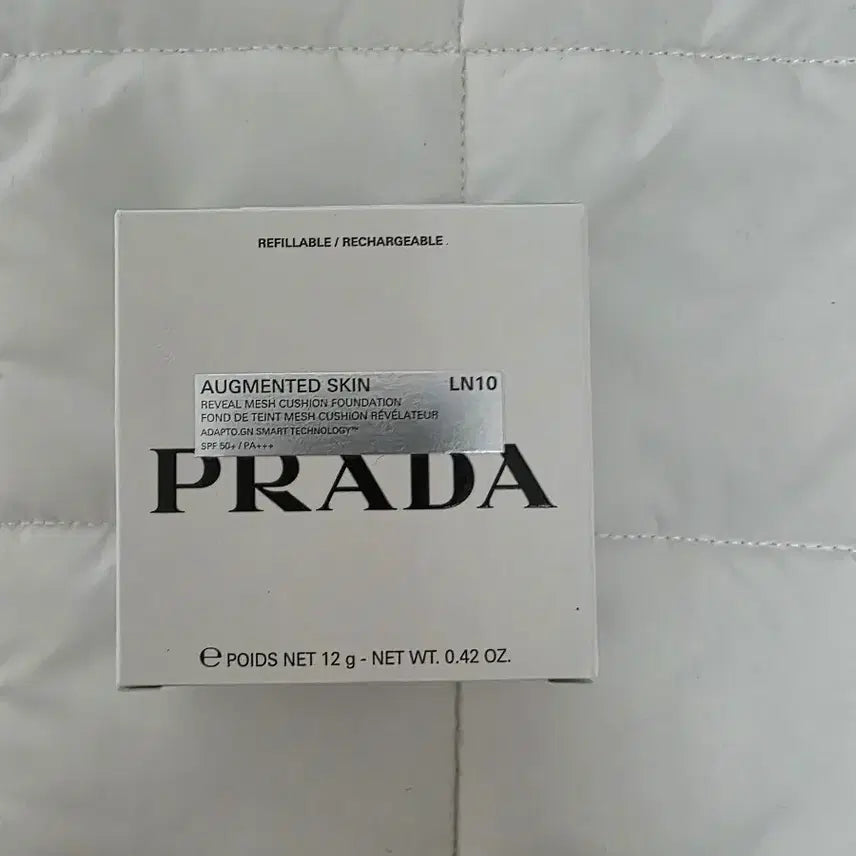 REFILLABLE / RECHARGEABLE
AUGMENTED SKIN LN10
REVEAL MESH CUSHION FOUNDATION
FOND DE TEINT MESH CUSHION RÉVÉLATEUR
ADAPTO.GN SMART TECHNOLOGY™
SPF 50+ / PA+++
PRADA
℮ POIDS NET 12 g - NET WT. 0.42 OZ.